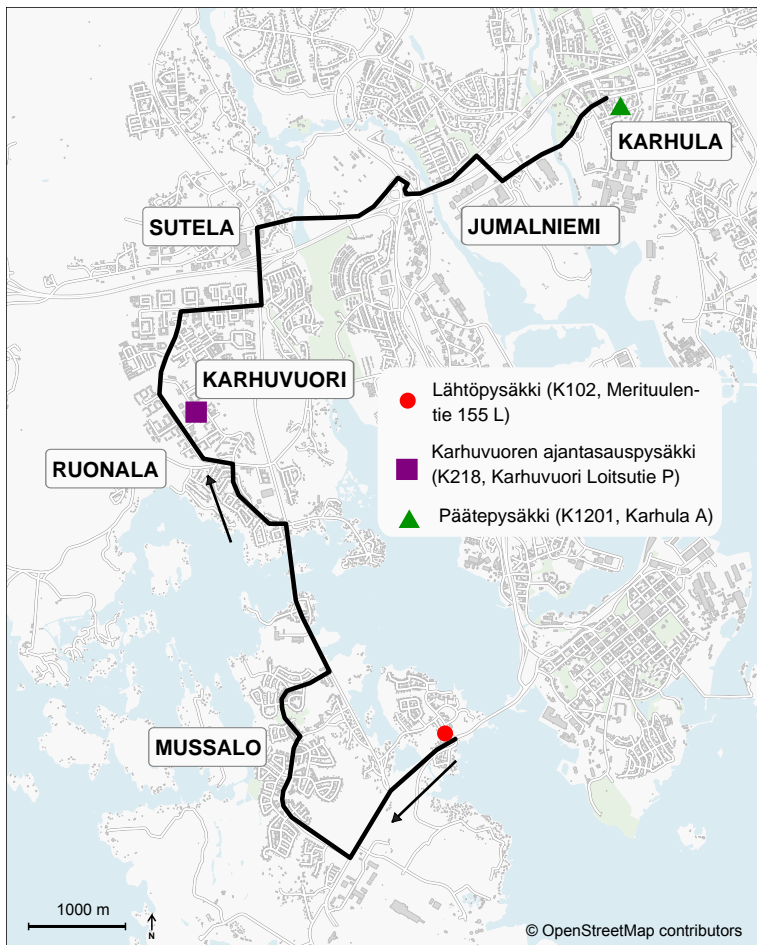 KARHULA
SUTELA
JUMALNIEMI
KARHUVUORI
Lähtöpysäkki (K102, Merituulen-
tie 155 L)
Karhuvuoren ajantasauspysäkki
(K218, Karhuvuori Loitsutie P)
RUONALA
Päätepysäkki (K1201, Karhula A)
MUSSALO
1000 m
N
© OpenStreetMap contributors